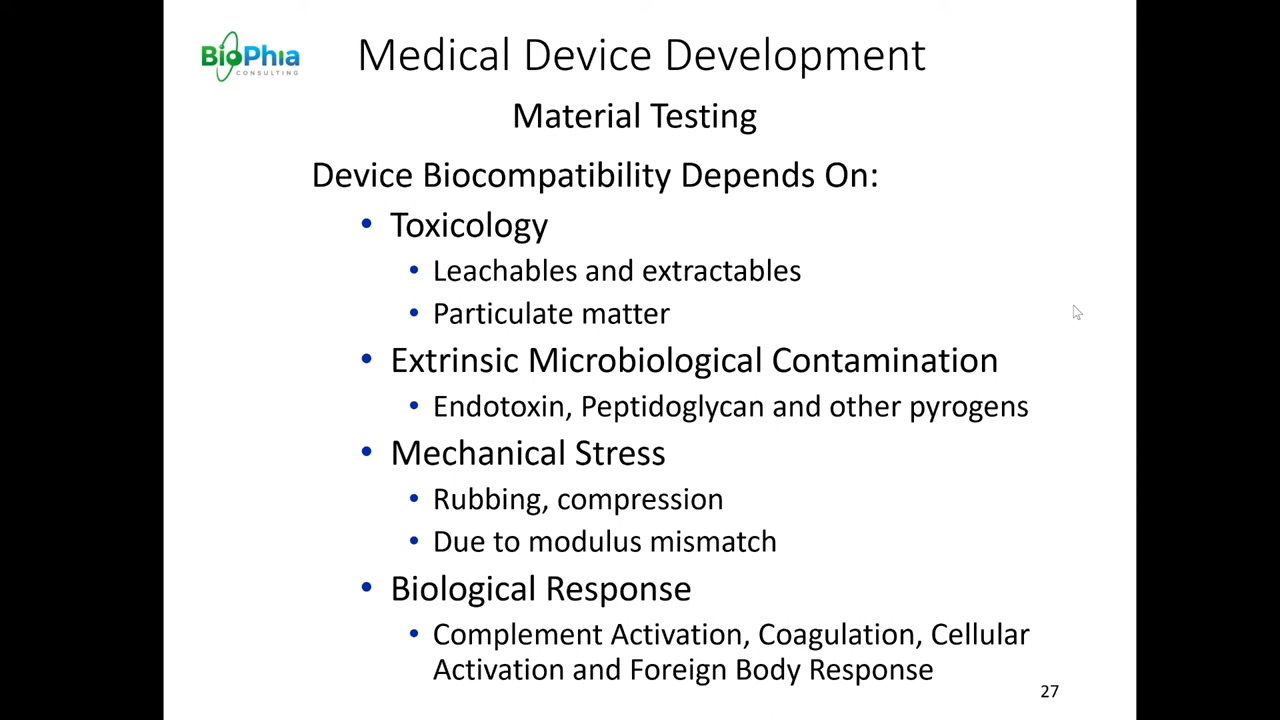 BioPhia
CONSULTING
Medical Device Development
Material Testing
Device Biocompatibility Depends On:
• Toxicology
• Leachables and extractables
• Particulate matter
• Extrinsic Microbiological Contamination
• Endotoxin, Peptidoglycan and other pyrogens
• Mechanical Stress
• Rubbing, compression
• Due to modulus mismatch
• Biological Response
• Complement Activation, Coagulation, Cellular
Activation and Foreign Body Response
27